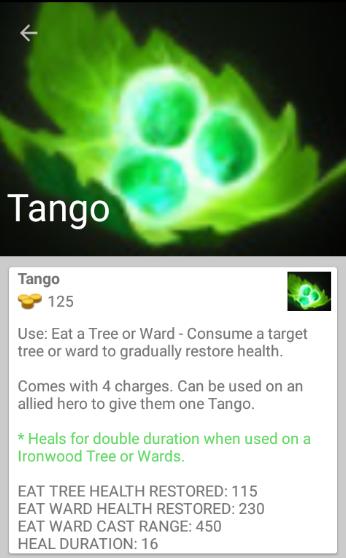 Tango
Tango
125
Use: Eat a Tree or Ward - Consume a target
tree or ward to gradually restore health.
Comes with 4 charges. Can be used on an
allied hero to give them one Tango.
* Heals for double duration when used on a
Ironwood Tree or Wards.
EAT TREE HEALTH RESTORED: 115
EAT WARD HEALTH RESTORED: 230
EAT WARD CAST RANGE: 450
HEAL DURATION: 16